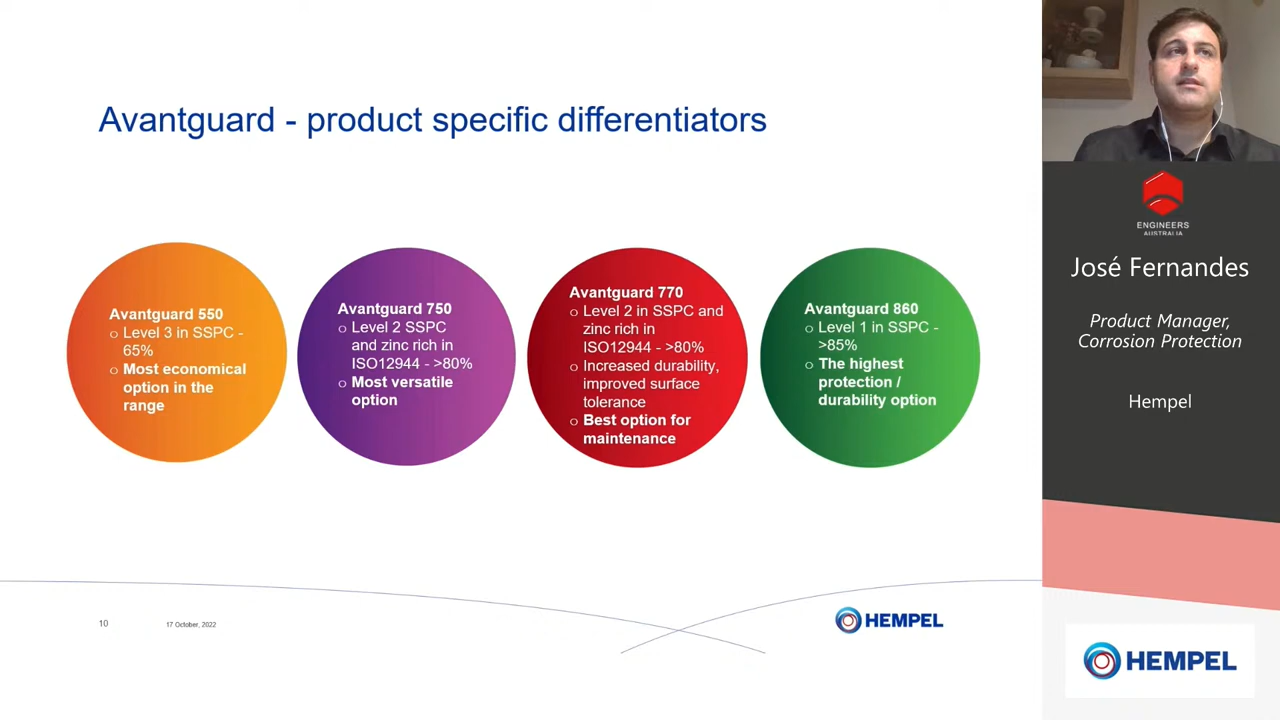 Avantguard - product specific differentiators
Avantguard 550
o Level 3 in SSPC -
65%
o Most economical
option in the
range
Avantguard 750
o Level 2 SSPC
and zinc rich in
ISO12944 - >80%
o Most versatile
option
Avantguard 770
o Level 2 in SSPC and
zinc rich in
ISO12944 - >80%
o Increased durability,
improved surface
tolerance
o Best option for
maintenance
Avantguard 860
o Level 1 in SSPC -
>85%
o The highest
protection /
durability option
10
17 October, 2022
HEMPEL
ENGINEERS
AUSTRALIA
José Fernandes
Product Manager,
Corrosion Protection
Hempel
HEMPEL